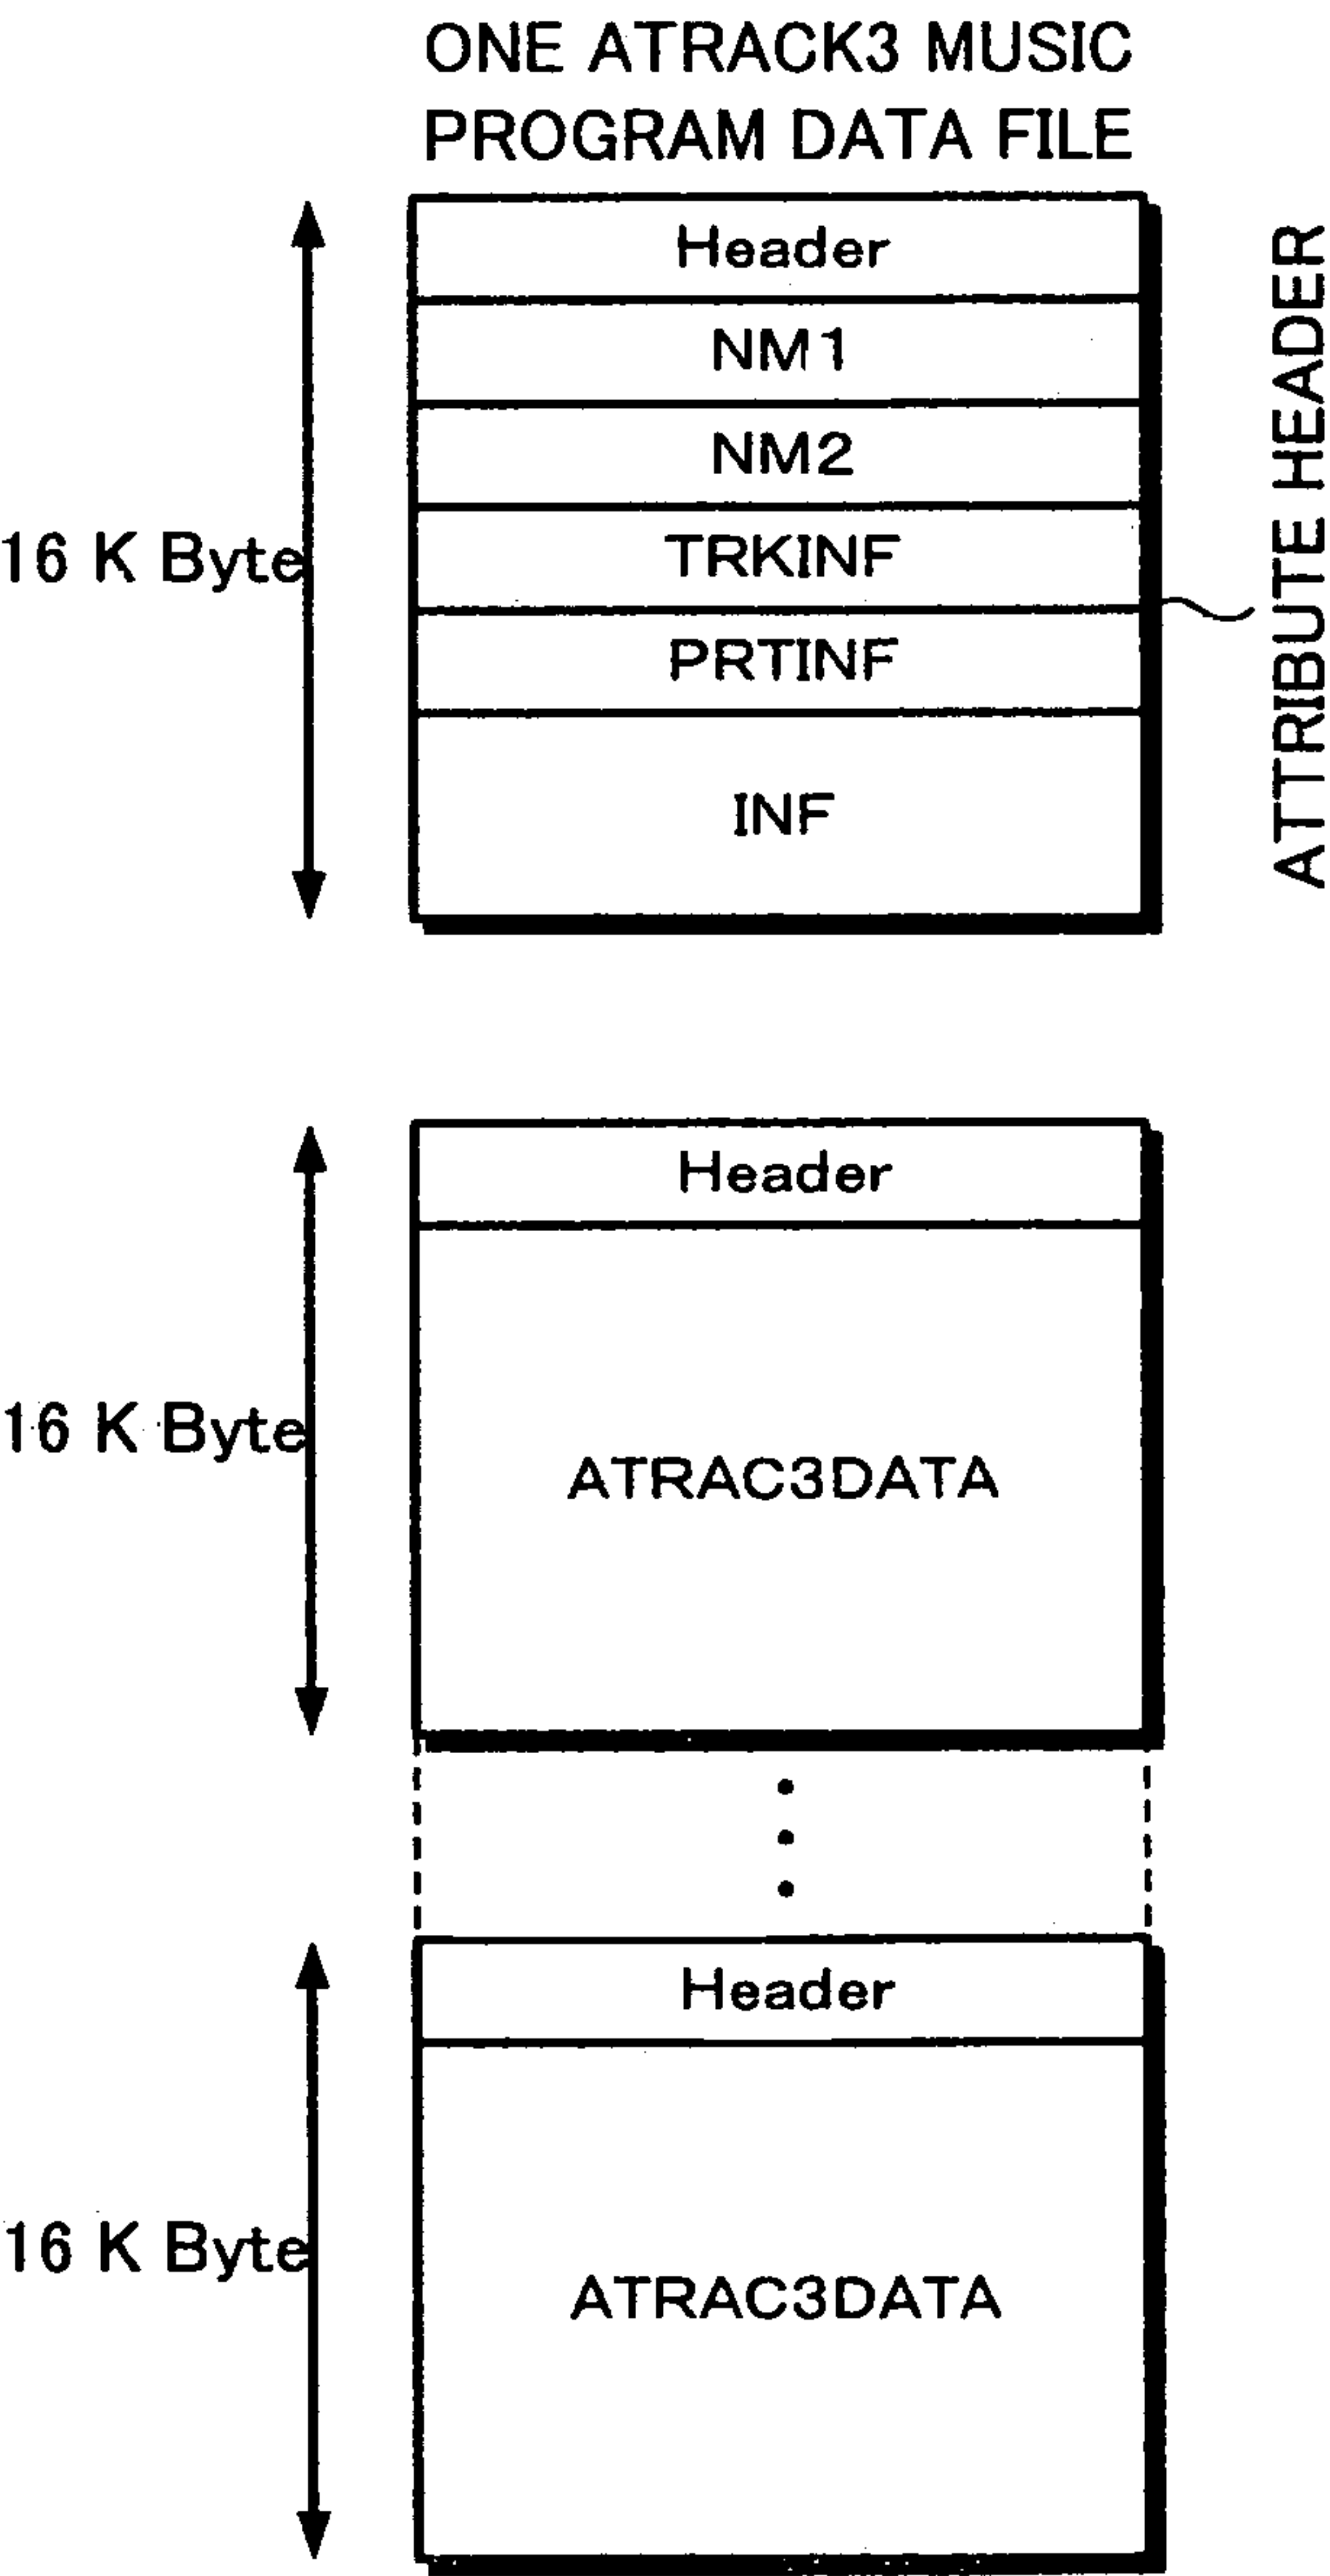 ONE ATRACK3 MUSIC
PROGRAM DATA FILE
Header
NM1
NM2
TRKINF
PRTINF
INF
16 K Byte
ATTRIBUTE HEADER
Header
ATRAC3DATA
16 K Byte
Header
ATRAC3DATA
16 K Byte